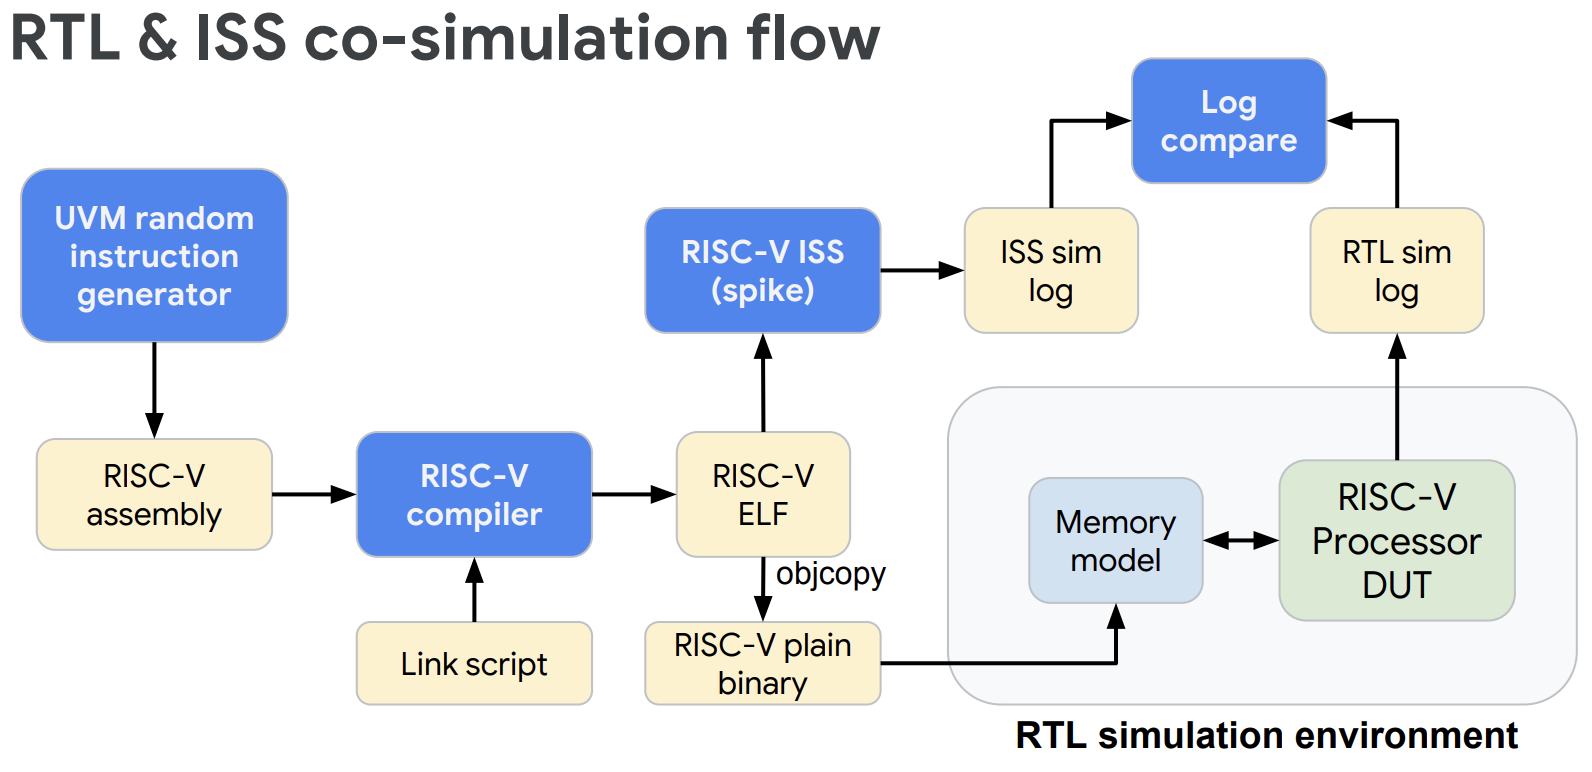 RTL & ISS co-simulation flow
Log
compare
UVM random
instruction
generator
RISC-V ISS
(spike)
ISS sim
log
RTL sim
log
RISC-V
assembly
RISC-V
compiler
RISC-V
ELF
objcopy
Memory
model
RISC-V
Processor
DUT
Link script
RISC-V plain
binary
RTL simulation environment